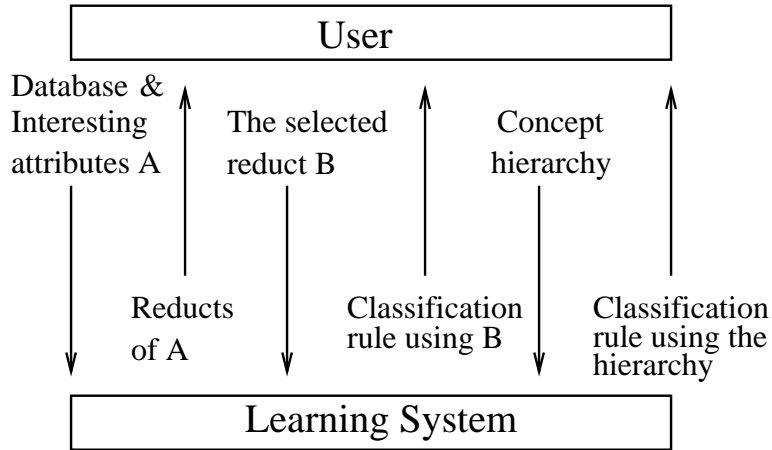 User
Database &
Interesting
attributes A
The selected
reduct B
Concept
hierarchy
Reducts
of A
Classification
rule using B
Classification
rule using the
hierarchy
Learning System